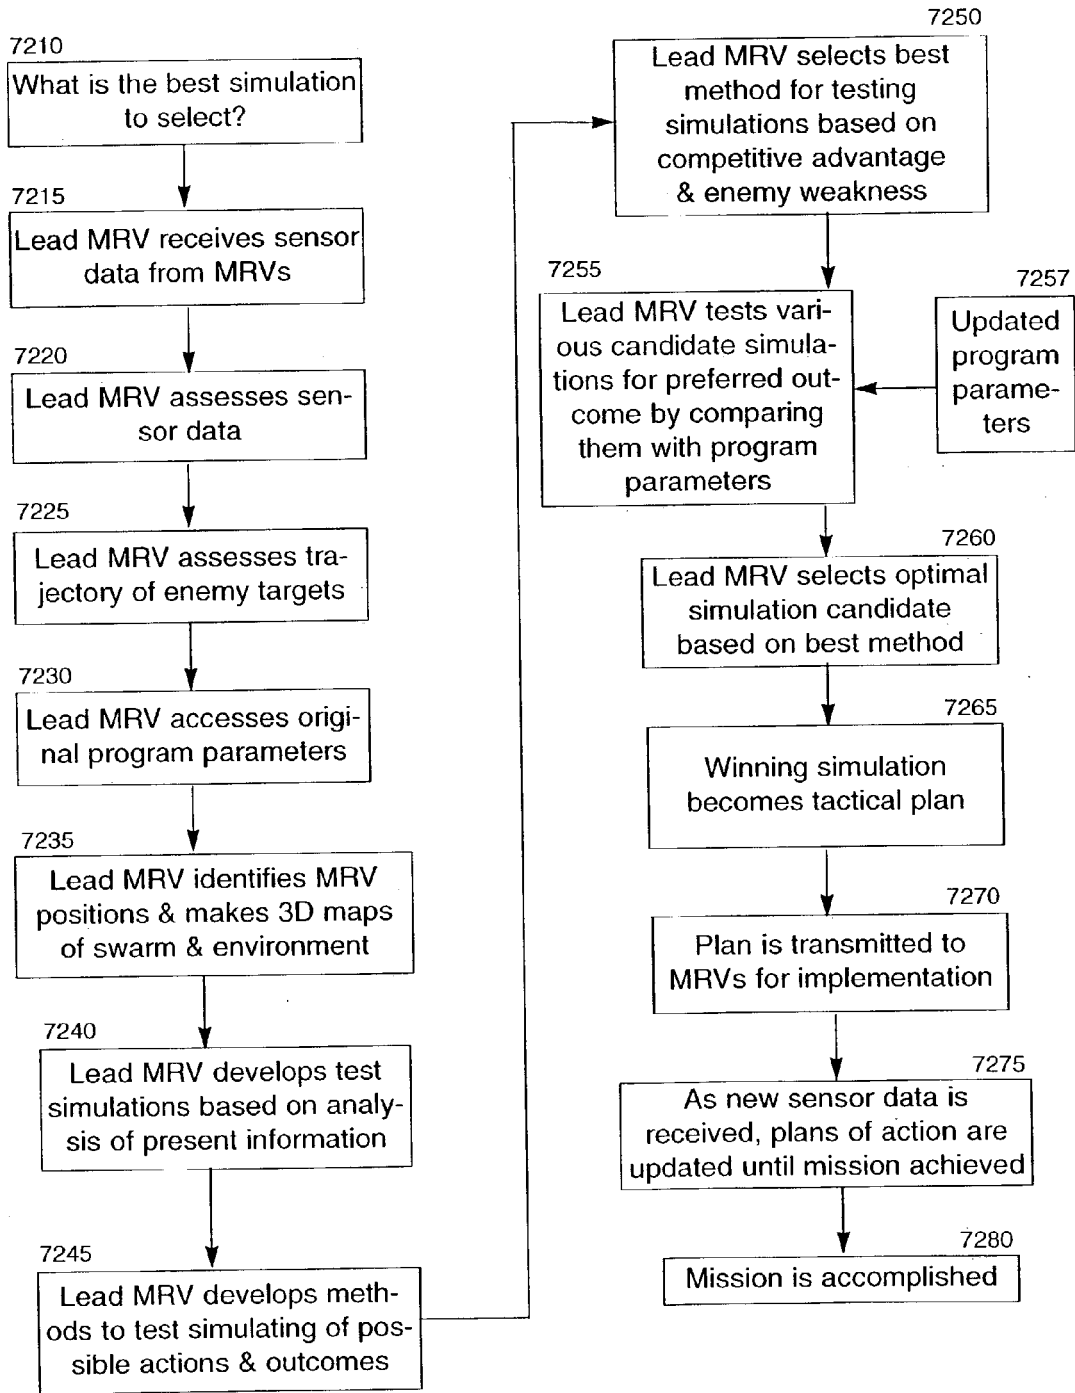 7210
What is the best simulation
to select?
7215
Lead MRV receives sensor
data from MRVs
7220
Lead MRV assesses sen-
sor data
7225
Lead MRV assesses tra-
jectory of enemy targets
7230
Lead MRV accesses origi-
nal program parameters
7235
Lead MRV identifies MRV
positions & makes 3D maps
of swarm & environment
7240
Lead MRV develops test
simulations based on analy-
sis of present information
7245
Lead MRV develops meth-
ods to test simulating of pos-
sible actions & outcomes
7250
Lead MRV selects best
method for testing
simulations based on
competitive advantage
& enemy weakness
7255
Lead MRV tests vari-
ous candidate simula-
tions for preferred out-
come by comparing
them with program
parameters
7257
Updated
program
parame-
ters
7260
Lead MRV selects optimal
simulation candidate
based on best method
7265
Winning simulation
becomes tactical plan
7270
Plan is transmitted to
MRVs for implementation
7275
As new sensor data is
received, plans of action are
updated until mission achieved
7280
Mission is accomplished